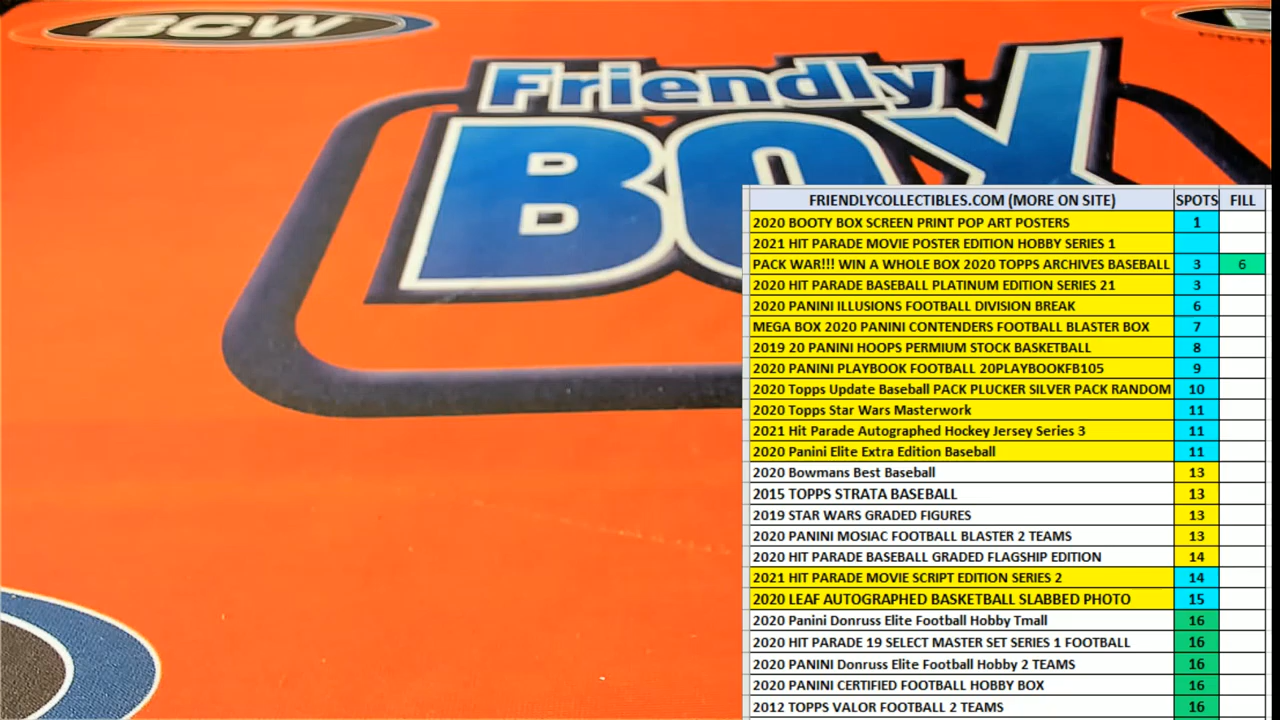 BCW
Friendly
BOX
FRIENDLYCOLLECTIBLES.COM (MORE ON SITE) SPOTS FILL
2020 BOOTY BOX SCREEN PRINT POP ART POSTERS 1
2021 HIT PARADE MOVIE POSTER EDITION HOBBY SERIES 1
PACK WAR!!! WIN A WHOLE BOX 2020 TOPPS ARCHIVES BASEBALL 3 6
2020 HIT PARADE BASEBALL PLATINUM EDITION SERIES 21 3
2020 PANINI ILLUSIONS FOOTBALL DIVISION BREAK 6
MEGA BOX 2020 PANINI CONTENDERS FOOTBALL BLASTER BOX 7
2019 20 PANINI HOOPS PERMIUM STOCK BASKETBALL 8
2020 PANINI PLAYBOOK FOOTBALL 20PLAYBOOKFB105 9
2020 Topps Update Baseball PACK PLUCKER SILVER PACK RANDOM 10
2020 Topps Star Wars Masterwork 11
2021 Hit Parade Autographed Hockey Jersey Series 3 11
2020 Panini Elite Extra Edition Baseball 11
2020 Bowmans Best Baseball 13
2015 TOPPS STRATA BASEBALL 13
2019 STAR WARS GRADED FIGURES 13
2020 PANINI MOSIAC FOOTBALL BLASTER 2 TEAMS 13
2020 HIT PARADE BASEBALL GRADED FLAGSHIP EDITION 14
2021 HIT PARADE MOVIE SCRIPT EDITION SERIES 2 14
2020 LEAF AUTOGRAPHED BASKETBALL SLABBED PHOTO 15
2020 Panini Donruss Elite Football Hobby Tmall 16
2020 HIT PARADE 19 SELECT MASTER SET SERIES 1 FOOTBALL 16
2020 PANINI Donruss Elite Football Hobby 2 TEAMS 16
2020 PANINI CERTIFIED FOOTBALL HOBBY BOX 16
2012 TOPPS VALOR FOOTBALL 2 TEAMS 16